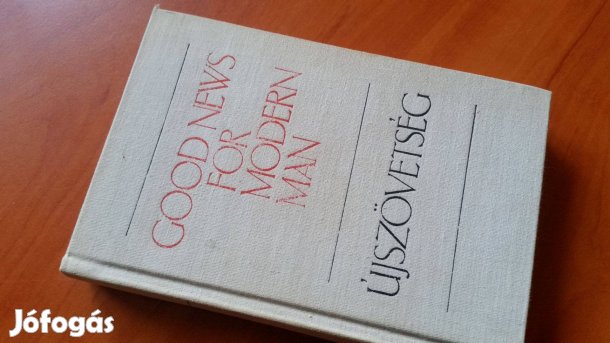 GOOD NEWS
FOR
MODERN
MAN
ÚJSZÖVETSÉG
Jófogás